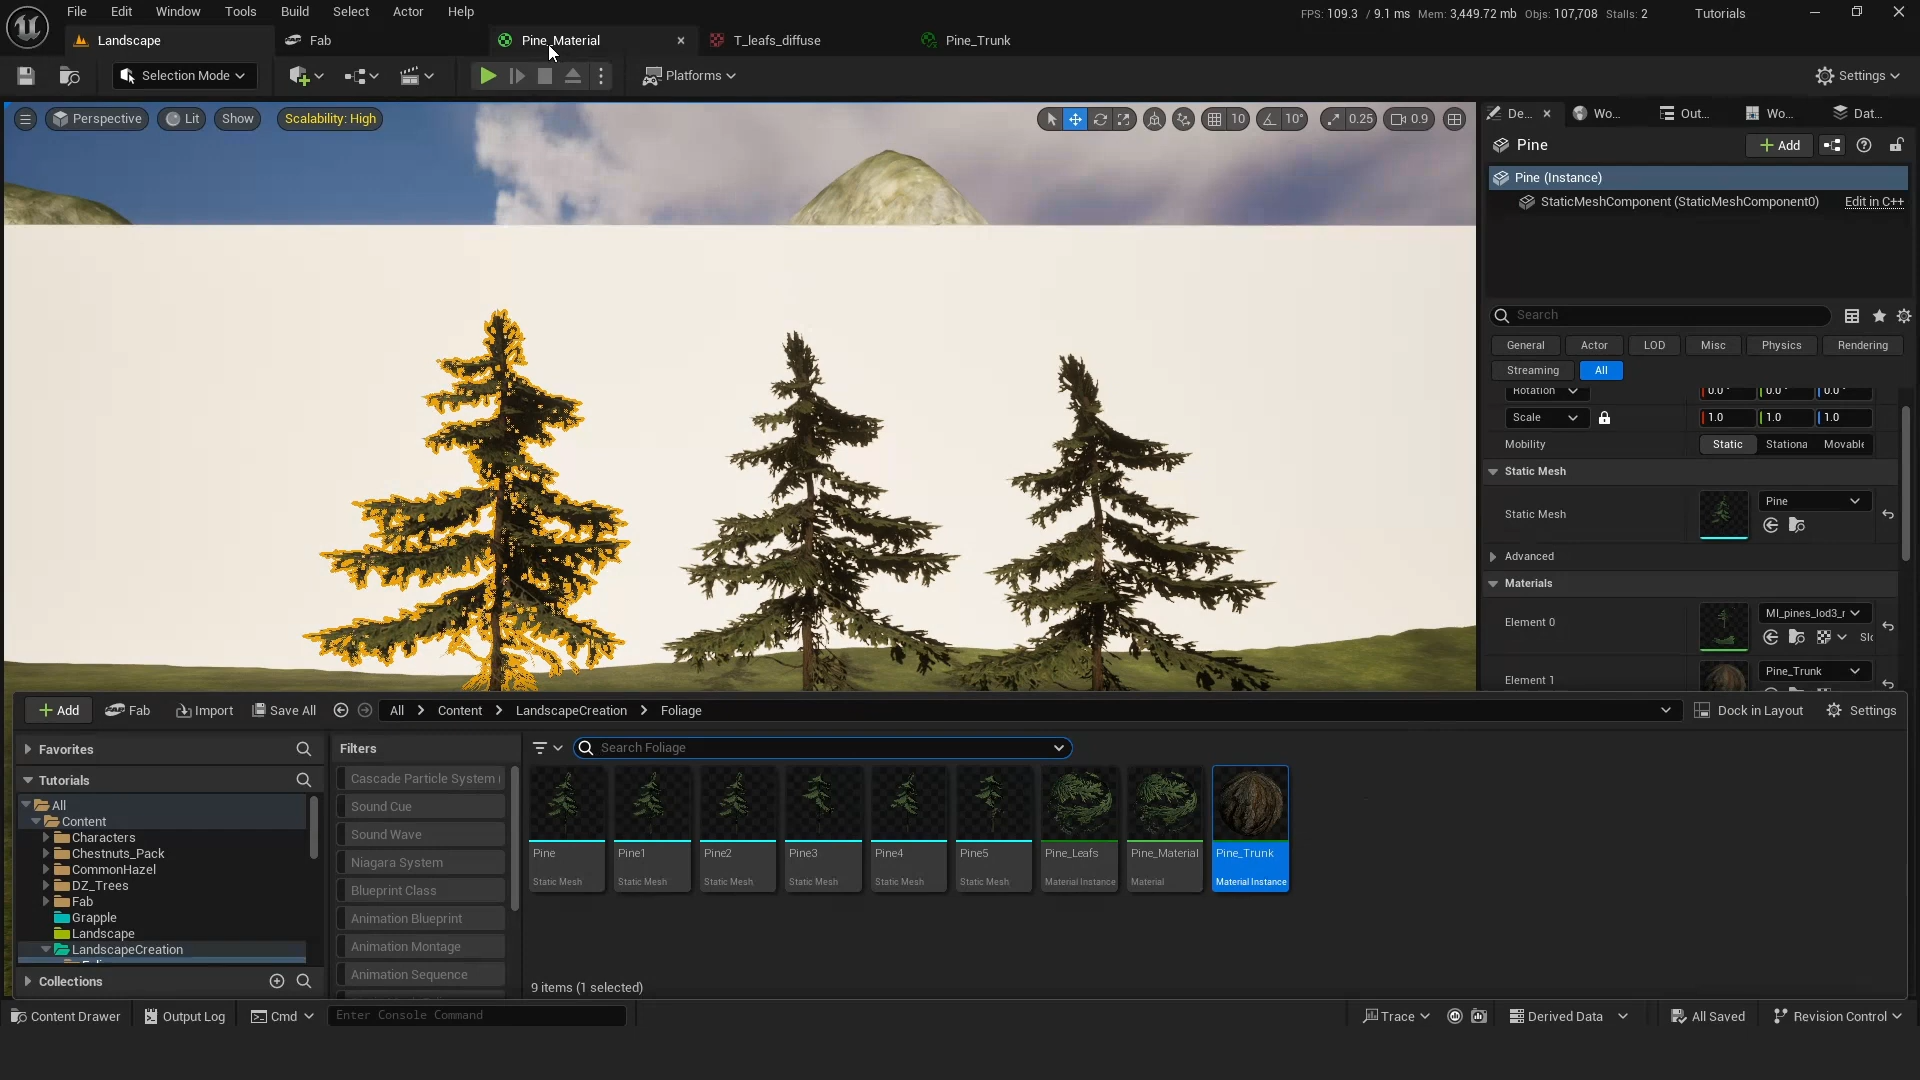 File Edit Window Tools Build Select Actor Help
FPS: 109.3 / 9.1 ms Mem: 3,449.72 mb Objs: 107,708 Stalls: 2
Tutorials
Landscape
Fab
Pine_Material
T_leafs_diffuse
Pine_Trunk
Selection Mode
Platforms
Settings
Perspective
Lit
Show
Scalability: High
10
10°
0.25
0.9
De...
Wo...
Out...
Wo...
Dat...
Pine
Add
Pine (Instance)
StaticMeshComponent (StaticMeshComponent0)
Edit in C++
Search
General
Actor
LOD
Misc
Physics
Rendering
Streaming
All
Rotation
0.0° 0.0° 0.0°
Scale
1.0 1.0 1.0
Mobility
Static
Stationa
Movable
Static Mesh
Static Mesh
Pine
Advanced
Materials
Element 0
MI_pines_lod3_r
Element 1
Pine_Trunk
Add
Fab
Import
Save All
All > Content > LandscapeCreation > Foliage
Dock in Layout
Settings
Favorites
Tutorials
All
Content
Characters
Chestnuts_Pack
CommonHazel
DZ_Trees
Fab
Grapple
Landscape
LandscapeCreation
Collections
Filters
Cascade Particle System (
Sound Cue
Sound Wave
Niagara System
Blueprint Class
Animation Blueprint
Animation Montage
Animation Sequence
Search Foliage
Pine
Static Mesh
Pine1
Static Mesh
Pine2
Static Mesh
Pine3
Static Mesh
Pine4
Static Mesh
Pine5
Static Mesh
Pine_Leafs
Material Instance
Pine_Material
Material
Pine_Trunk
Material Instance
9 items (1 selected)
Content Drawer
Output Log
Cmd
Enter Console Command
Trace
Derived Data
All Saved
Revision Control